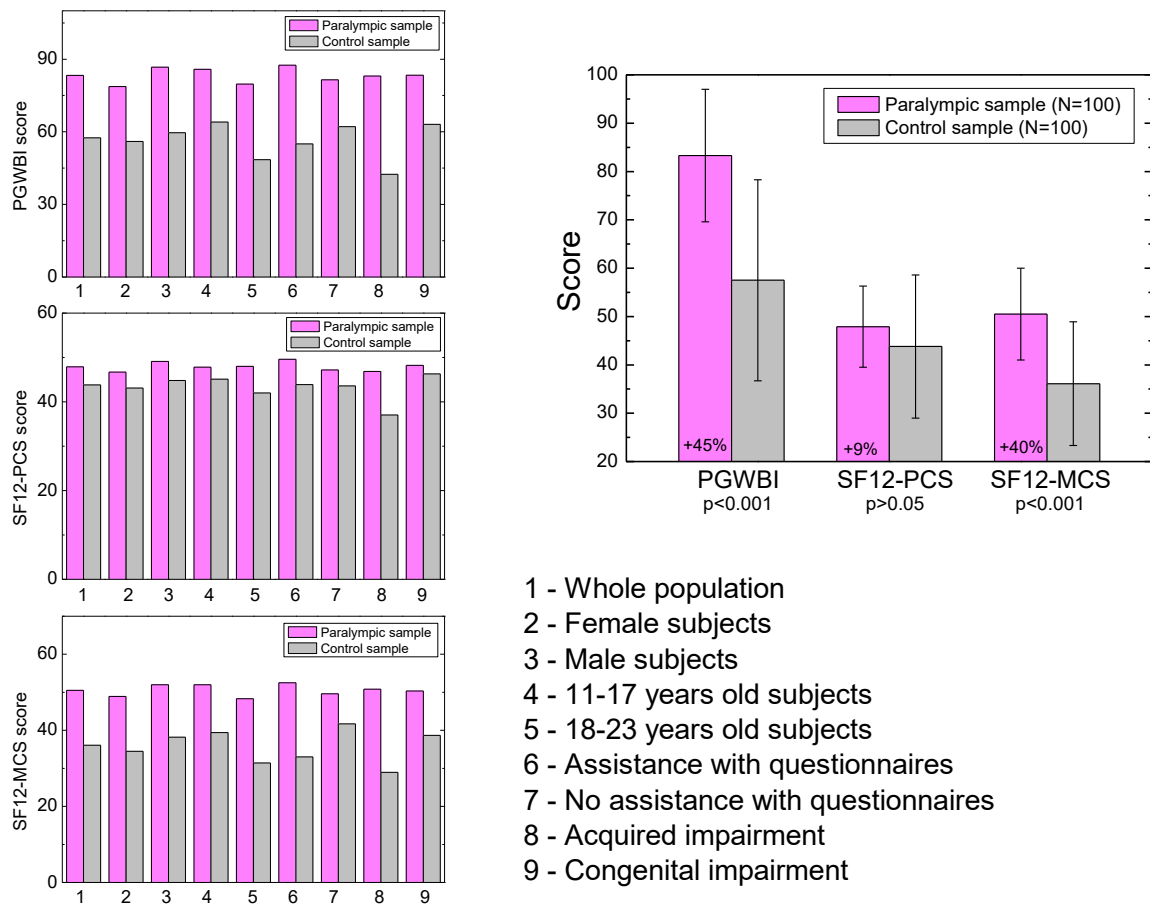 Paralympic sample
Control sample
PGWBI score
90
60
30
0
1 2 3 4 5 6 7 8 9
Paralympic sample
Control sample
SF12-PCS score
60
40
20
0
1 2 3 4 5 6 7 8 9
Paralympic sample
Control sample
SF12-MCS score
60
40
20
0
1 2 3 4 5 6 7 8 9
Paralympic sample (N=100)
Control sample (N=100)
Score
100
90
80
70
60
50
40
30
20
+45% +9% +40%
PGWBI SF12-PCS SF12-MCS
p<0.001 p>0.05 p<0.001
1 - Whole population
2 - Female subjects
3 - Male subjects
4 - 11-17 years old subjects
5 - 18-23 years old subjects
6 - Assistance with questionnaires
7 - No assistance with questionnaires
8 - Acquired impairment
9 - Congenital impairment